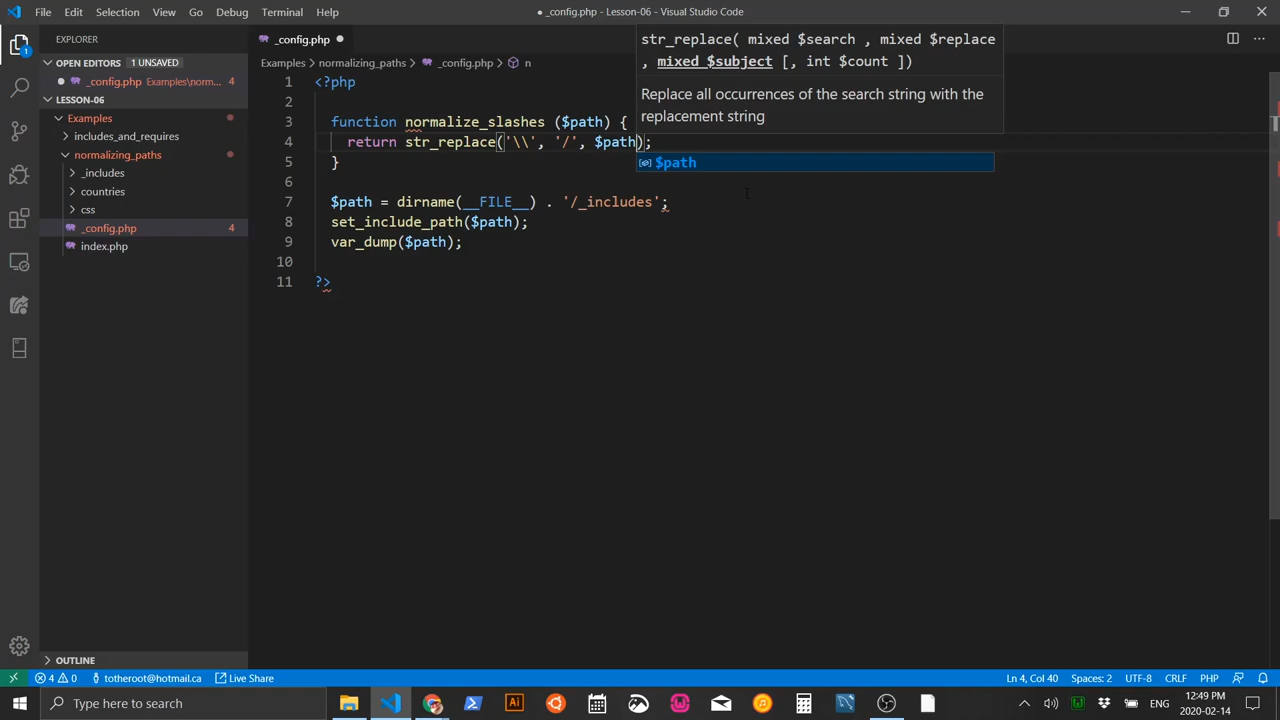 File Edit Selection View Go Debug Terminal Help
● _config.php - Lesson-06 - Visual Studio Code
EXPLORER
OPEN EDITORS 1 UNSAVED
_config.php Examples\norm... 4
LESSON-06
Examples
includes_and_requires
normalizing_paths
_includes
countries
css
_config.php 4
index.php
OUTLINE
_config.php
Examples > normalizing_paths > _config.php > n
1 <?php
2
3 function normalize_slashes ($path) {
4 return str_replace('\\', '/', $path);
5 }
6
7 $path = dirname(__FILE__) . '/_includes';
8 set_include_path($path);
9 var_dump($path);
10
11 ?>
str_replace( mixed $search , mixed $replace
, mixed $subject [, int $count ])
Replace all occurrences of the search string with the
replacement string
$path
4 0 totheroot@hotmail.ca Live Share Ln 4, Col 40 Spaces: 2 UTF-8 CRLF PHP
Type here to search
ENG
12:49 PM
2020-02-14